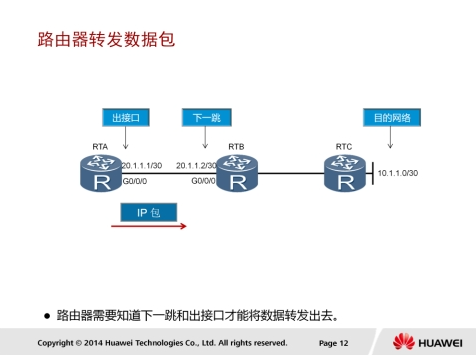 路由器转发数据包
出接口
下一跳
目的网络
RTA
RTB
RTC
20.1.1.1/30
20.1.1.2/30
10.1.1.0/30
G0/0/0
G0/0/0
R
R
R
IP 包
● 路由器需要知道下一跳和出接口才能将数据转发出去。
Copyright © 2014 Huawei Technologies Co., Ltd. All rights reserved.
Page 12
HUAWEI